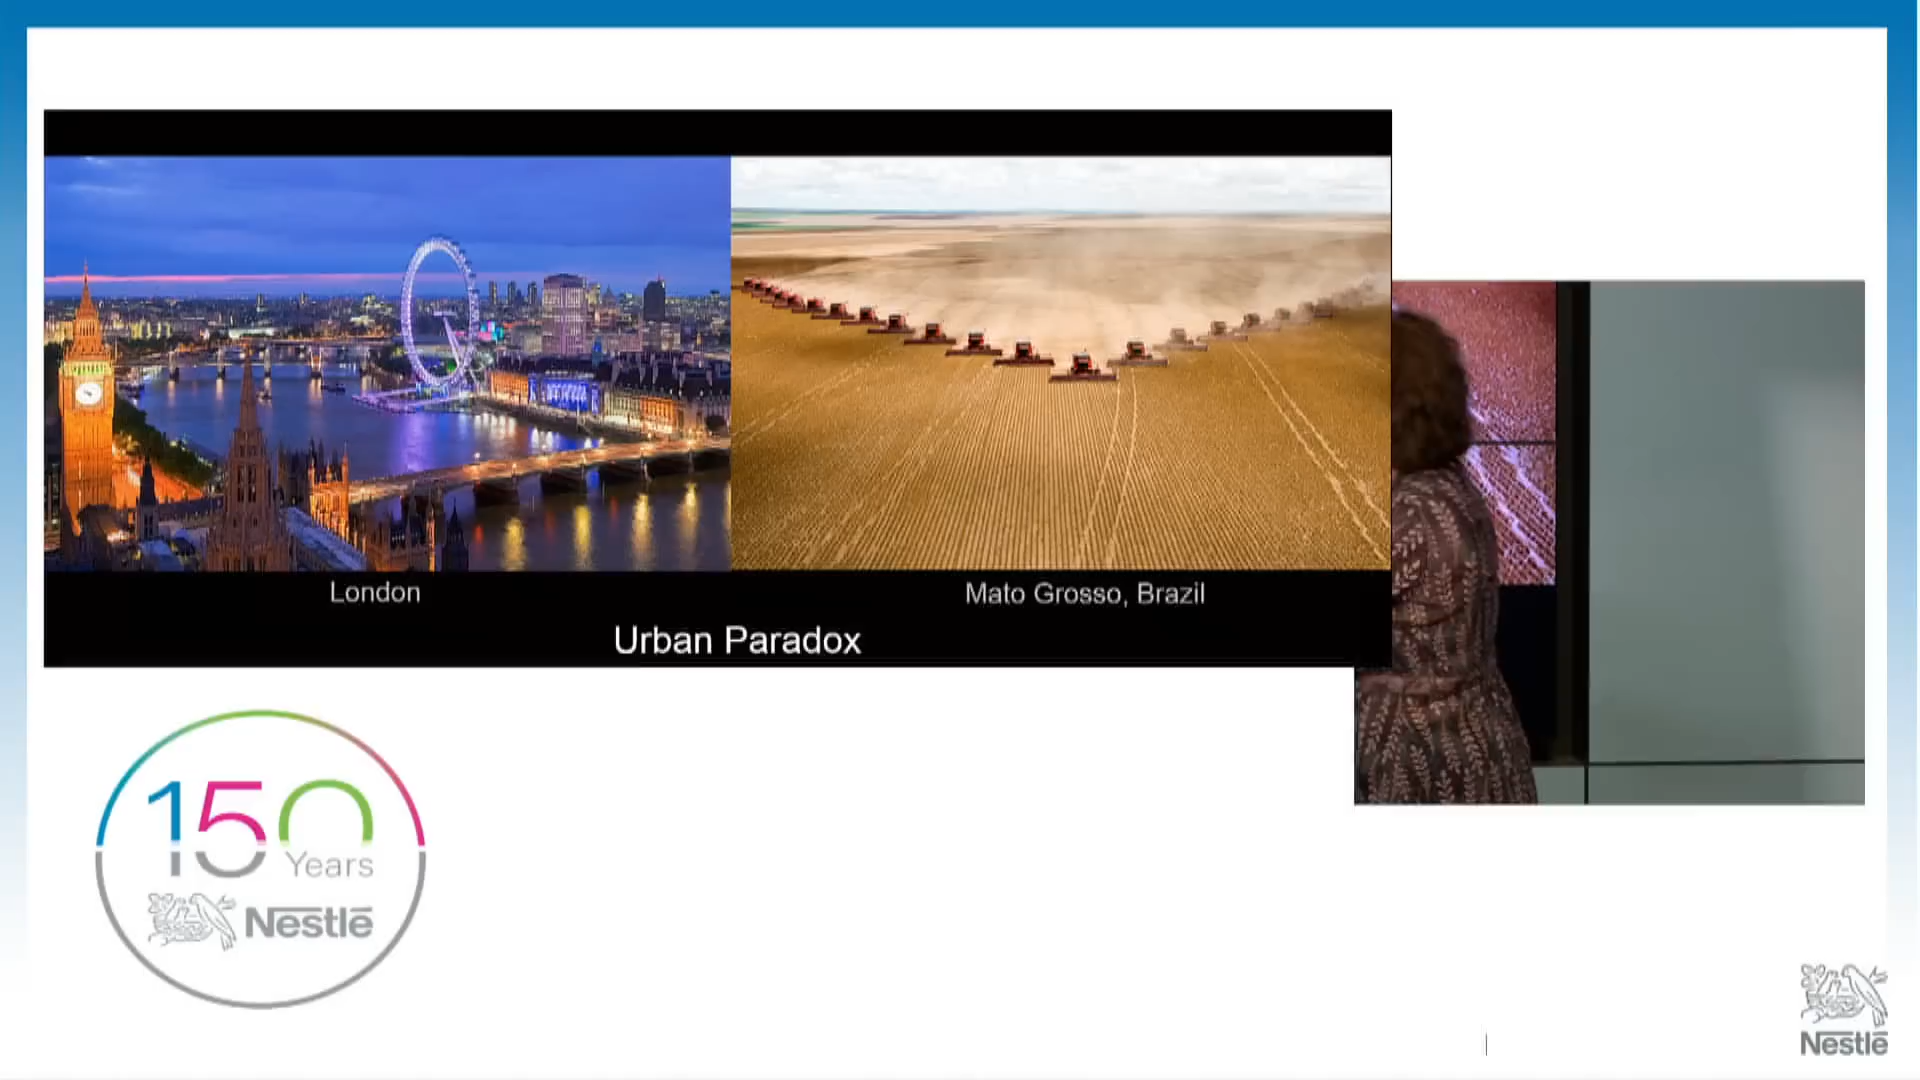 London
Mato Grosso, Brazil
Urban Paradox
150
Years
Nestlé
Nestlé